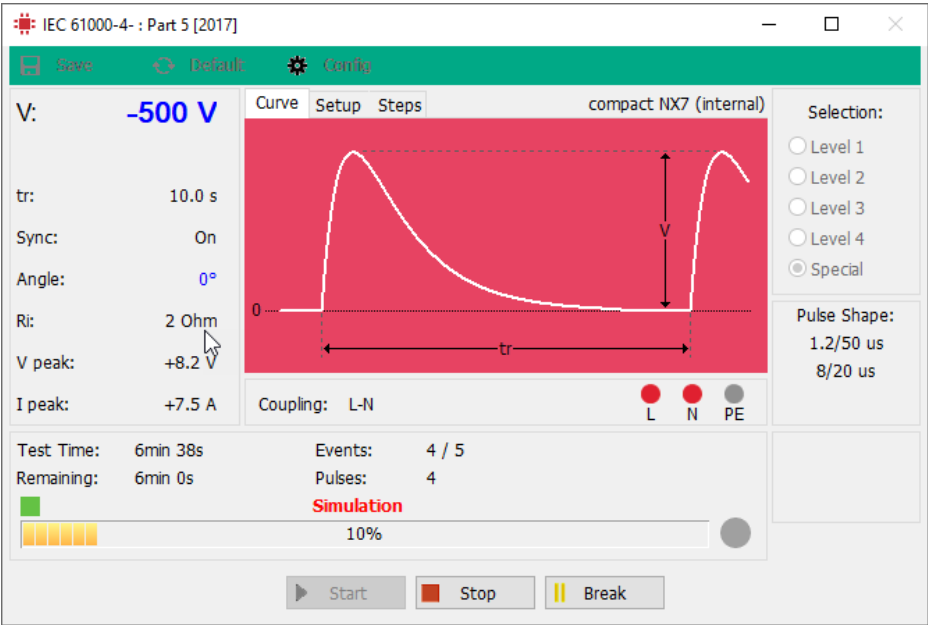 IEC 61000-4- : Part 5 [2017]
Save Default Config
V: -500 V
tr: 10.0 s
Sync: On
Angle: 0°
Ri: 2 Ohm
V peak: +8.2 V
I peak: +7.5 A
Curve Setup Steps compact NX7 (internal)
V
0
tr
Coupling: L-N
L N PE
Selection:
Level 1
Level 2
Level 3
Level 4
Special
Pulse Shape:
1.2/50 us
8/20 us
Test Time: 6min 38s Events: 4 / 5
Remaining: 6min 0s Pulses: 4
Simulation
10%
Start Stop Break